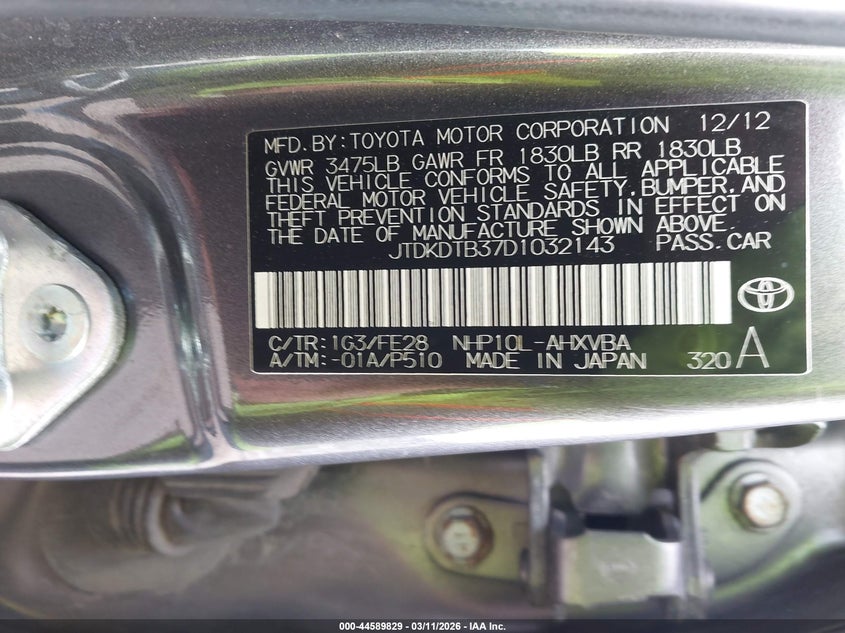 MFD. BY: TOYOTA MOTOR CORPORATION 12/12
GVWR 3475LB GAWR FR 1830LB RR 1830LB
THIS VEHICLE CONFORMS TO ALL APPLICABLE
FEDERAL MOTOR VEHICLE SAFETY, BUMPER, AND
THEFT PREVENTION STANDARDS IN EFFECT ON
THE DATE OF MANUFACTURE SHOWN ABOVE.
JTDKDTB37D1032143 PASS. CAR
C/TR: 1G3/FE28 NHP10L-AHXVBA
A/TM: -01A/P510 MADE IN JAPAN 320 A
000-44589829 - 03/11/2026 - IAA Inc.